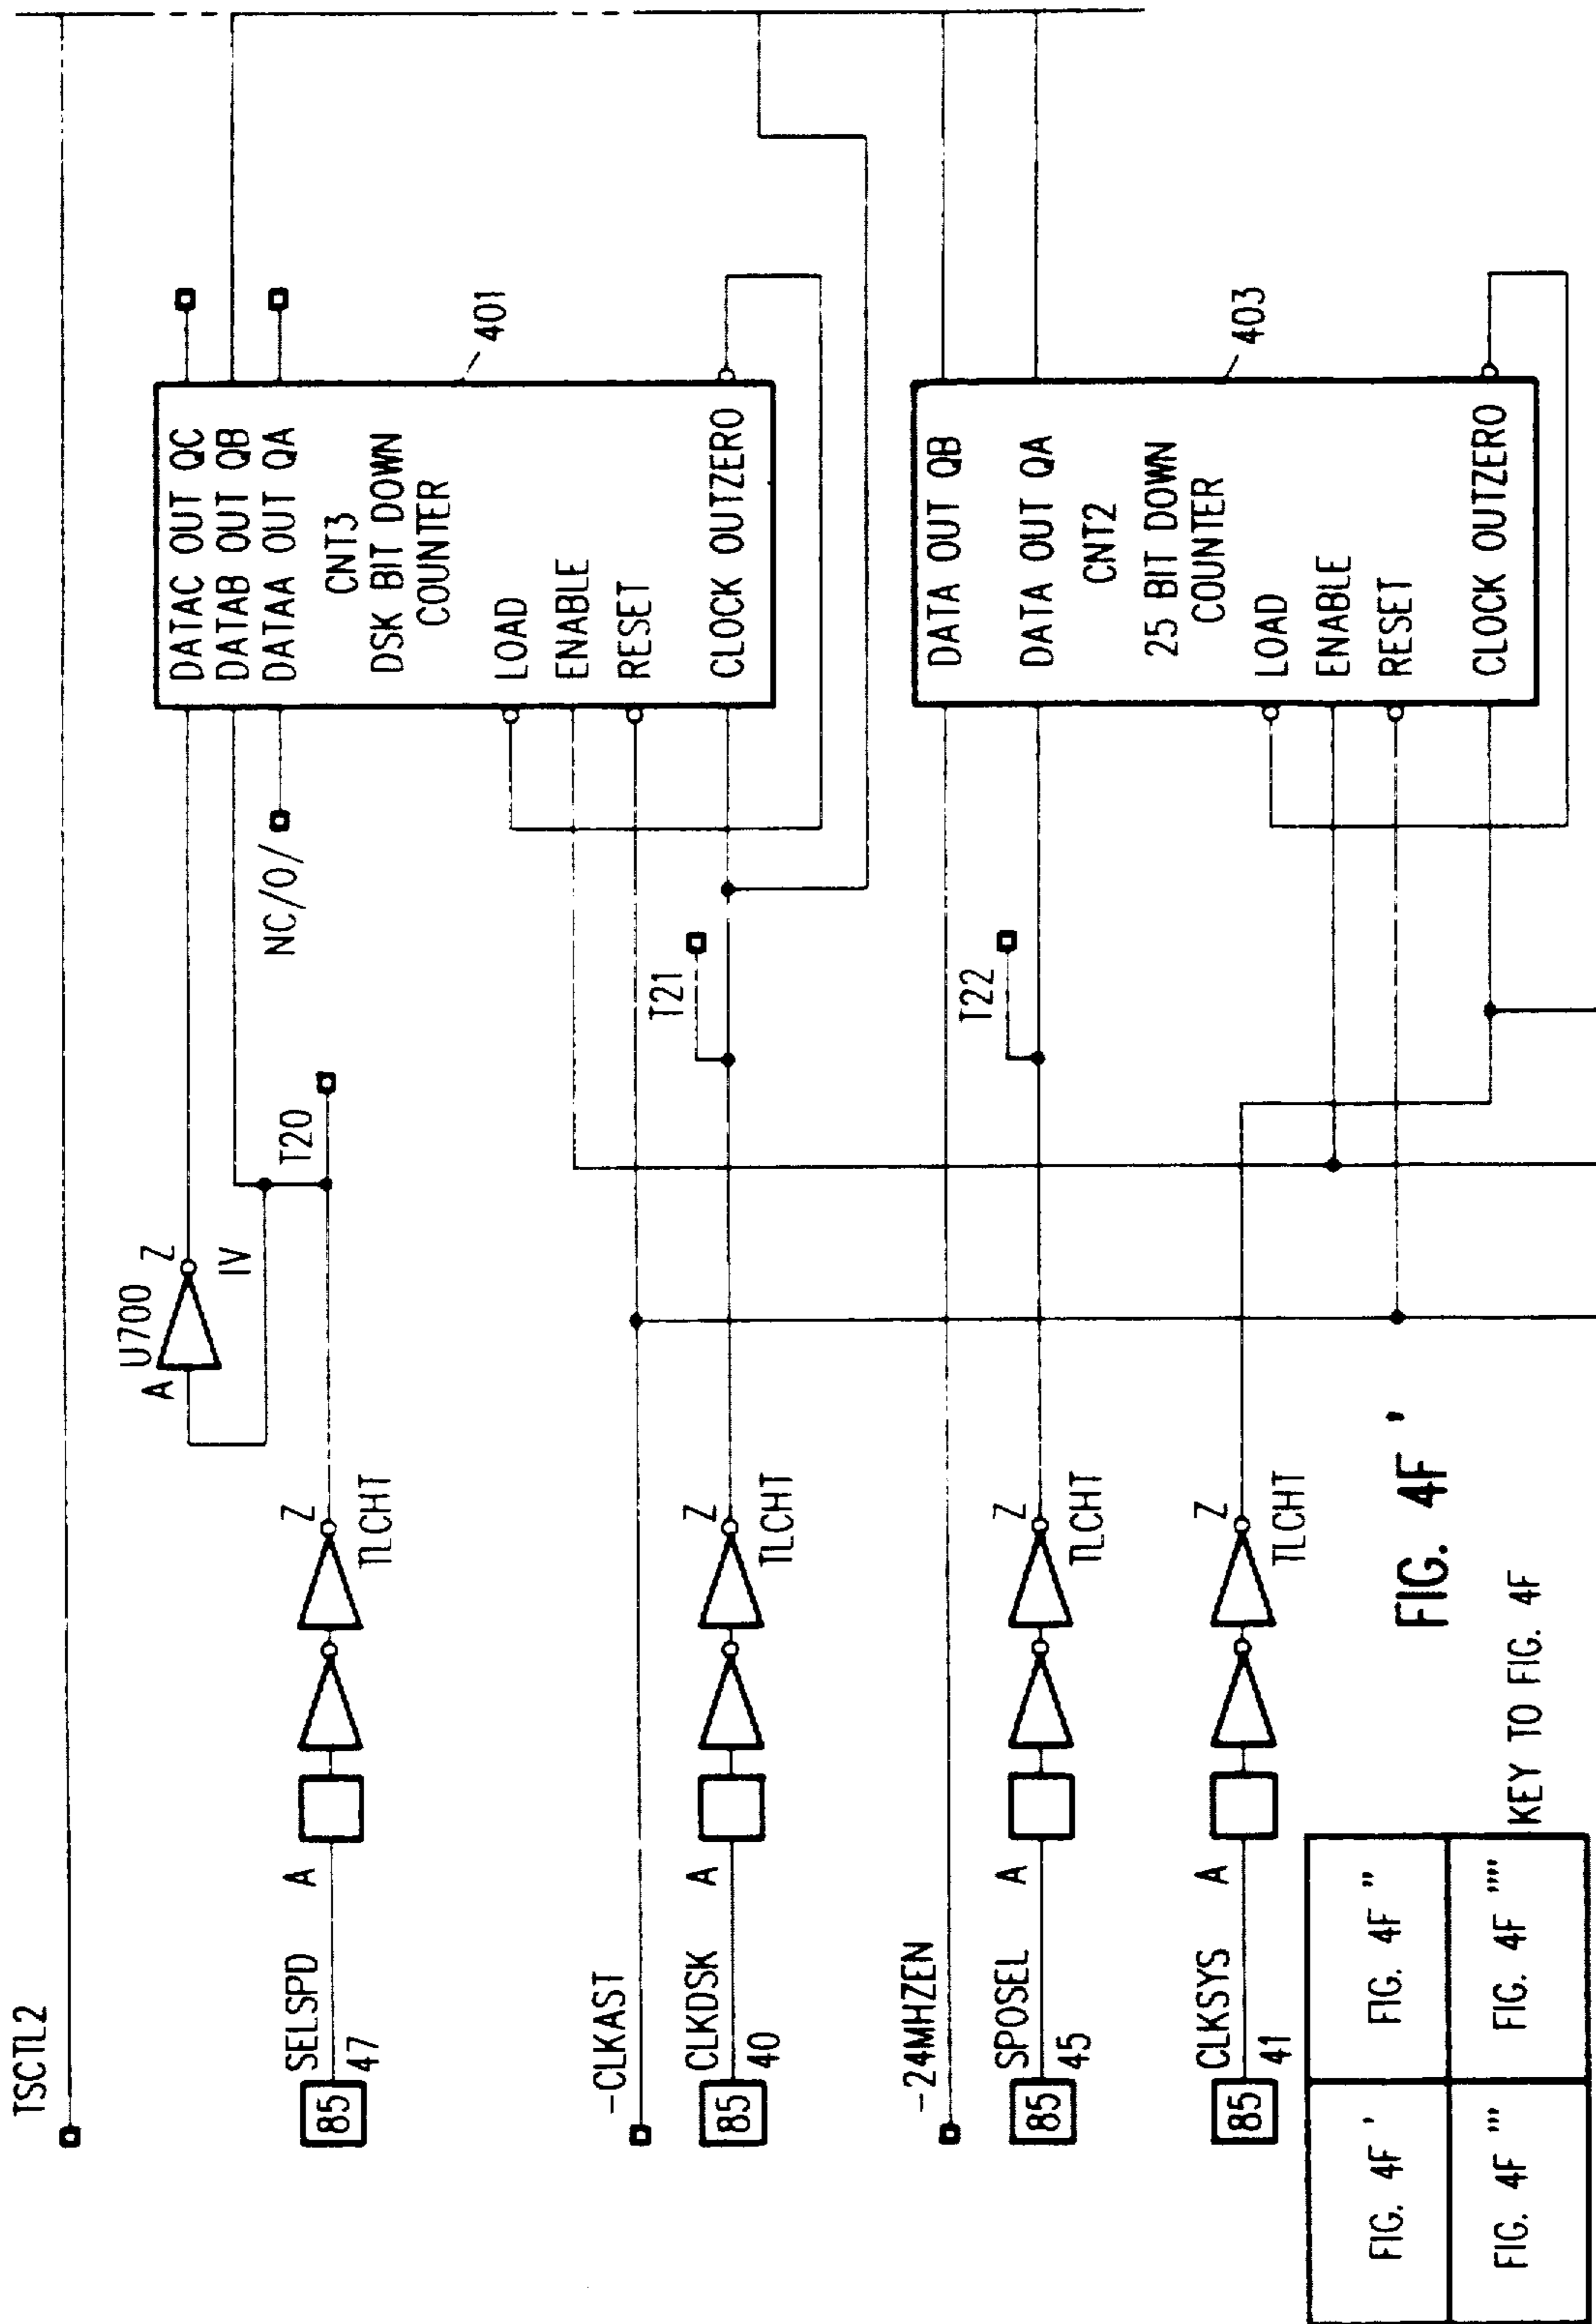 TSCTL2
U700
A
Z
IV
DATAC OUT QC
DATAB OUT QB
DATAA OUT QA
CNT3
DSK BIT DOWN
COUNTER
LOAD
ENABLE
RESET
CLOCK OUTZERO
401
NC/0/
T20
85
SELSPD
47
A
Z
TLCHT
-CLKAST
T21
85
CLKDSK
40
A
Z
TLCHT
-24MHZEN
DATA OUT QB
DATA OUT QA
CNT2
25 BIT DOWN
COUNTER
LOAD
ENABLE
RESET
CLOCK OUTZERO
403
T22
85
SPOSEL
45
A
Z
TLCHT
85
CLKSYS
41
A
Z
TLCHT
FIG. 4F '
FIG. 4F ' FIG. 4F "
FIG. 4F "' FIG. 4F ""
KEY TO FIG. 4F